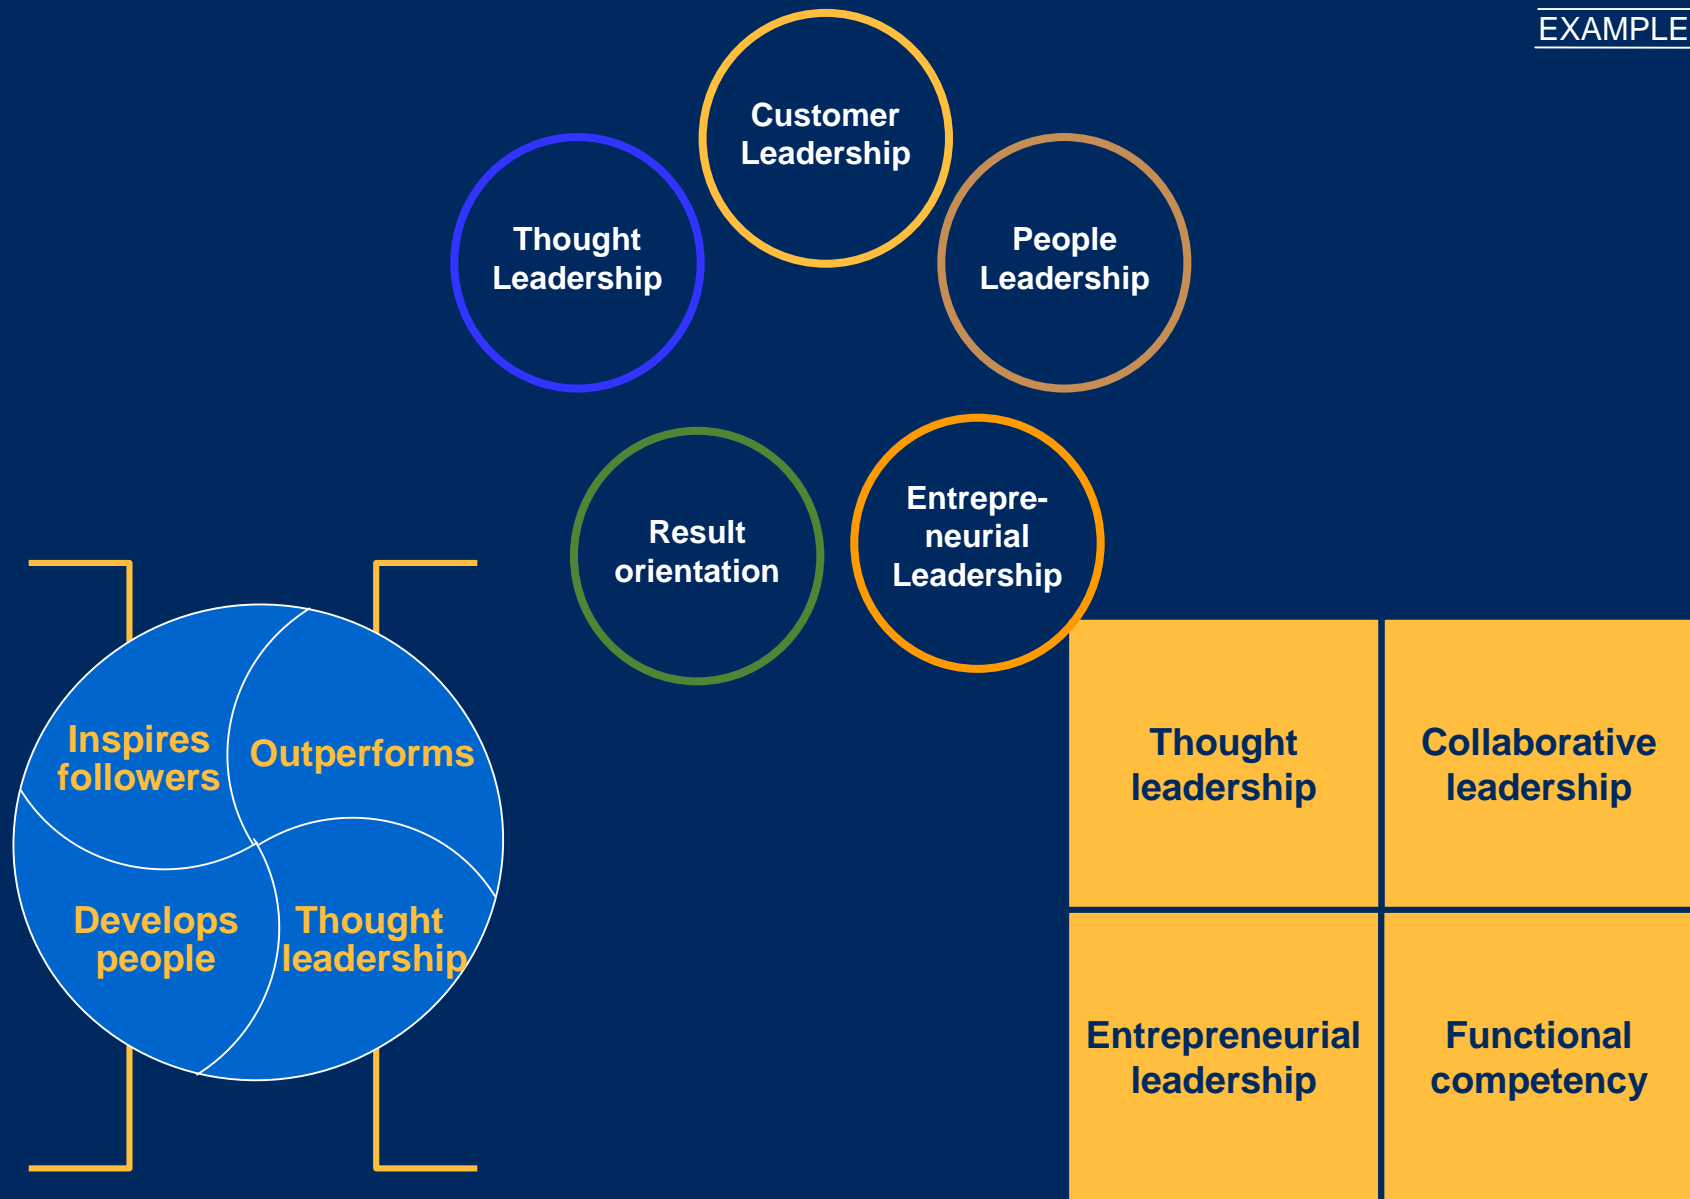 EXAMPLE
Customer
Leadership
Thought
Leadership
People
Leadership
Result
orientation
Entrepre-
neurial
Leadership
Inspires
followers
Outperforms
Develops
people
Thought
leadership
Thought
leadership
Collaborative
leadership
Entrepreneurial
leadership
Functional
competency